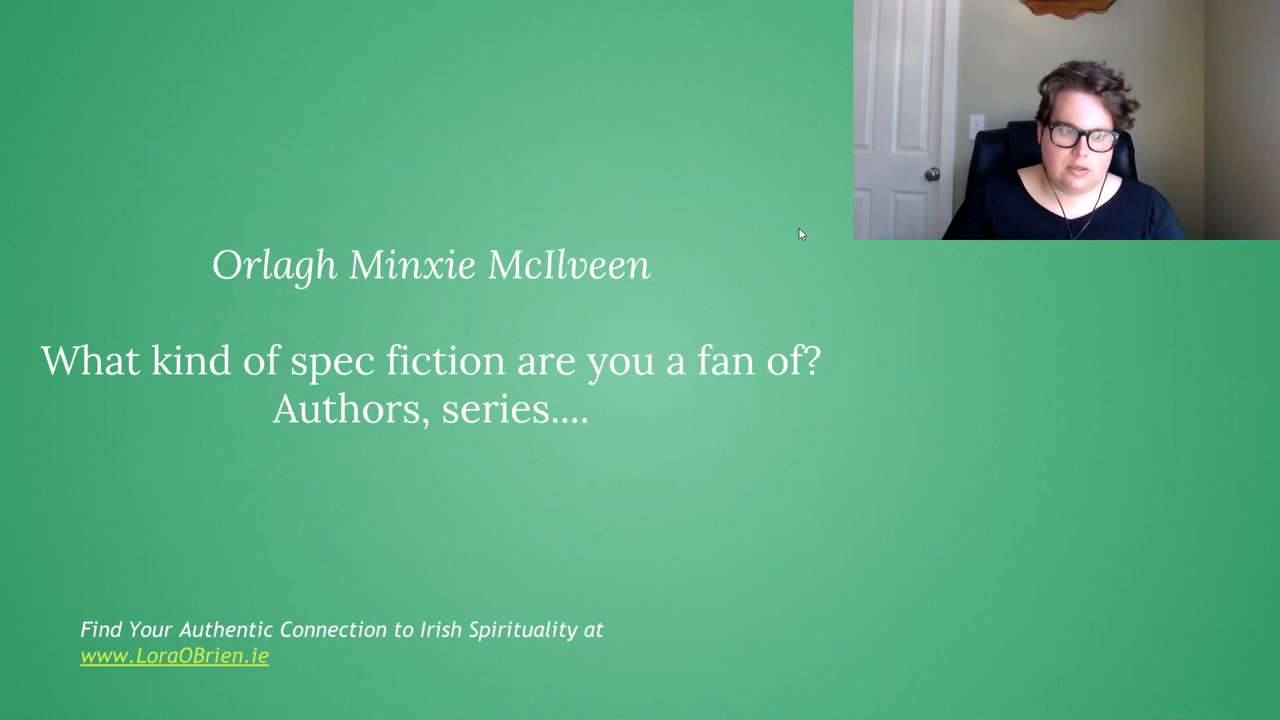 Orlagh Minxie McIlveen
What kind of spec fiction are you a fan of?
Authors, series....
Find Your Authentic Connection to Irish Spirituality at
www.LoraOBrien.ie